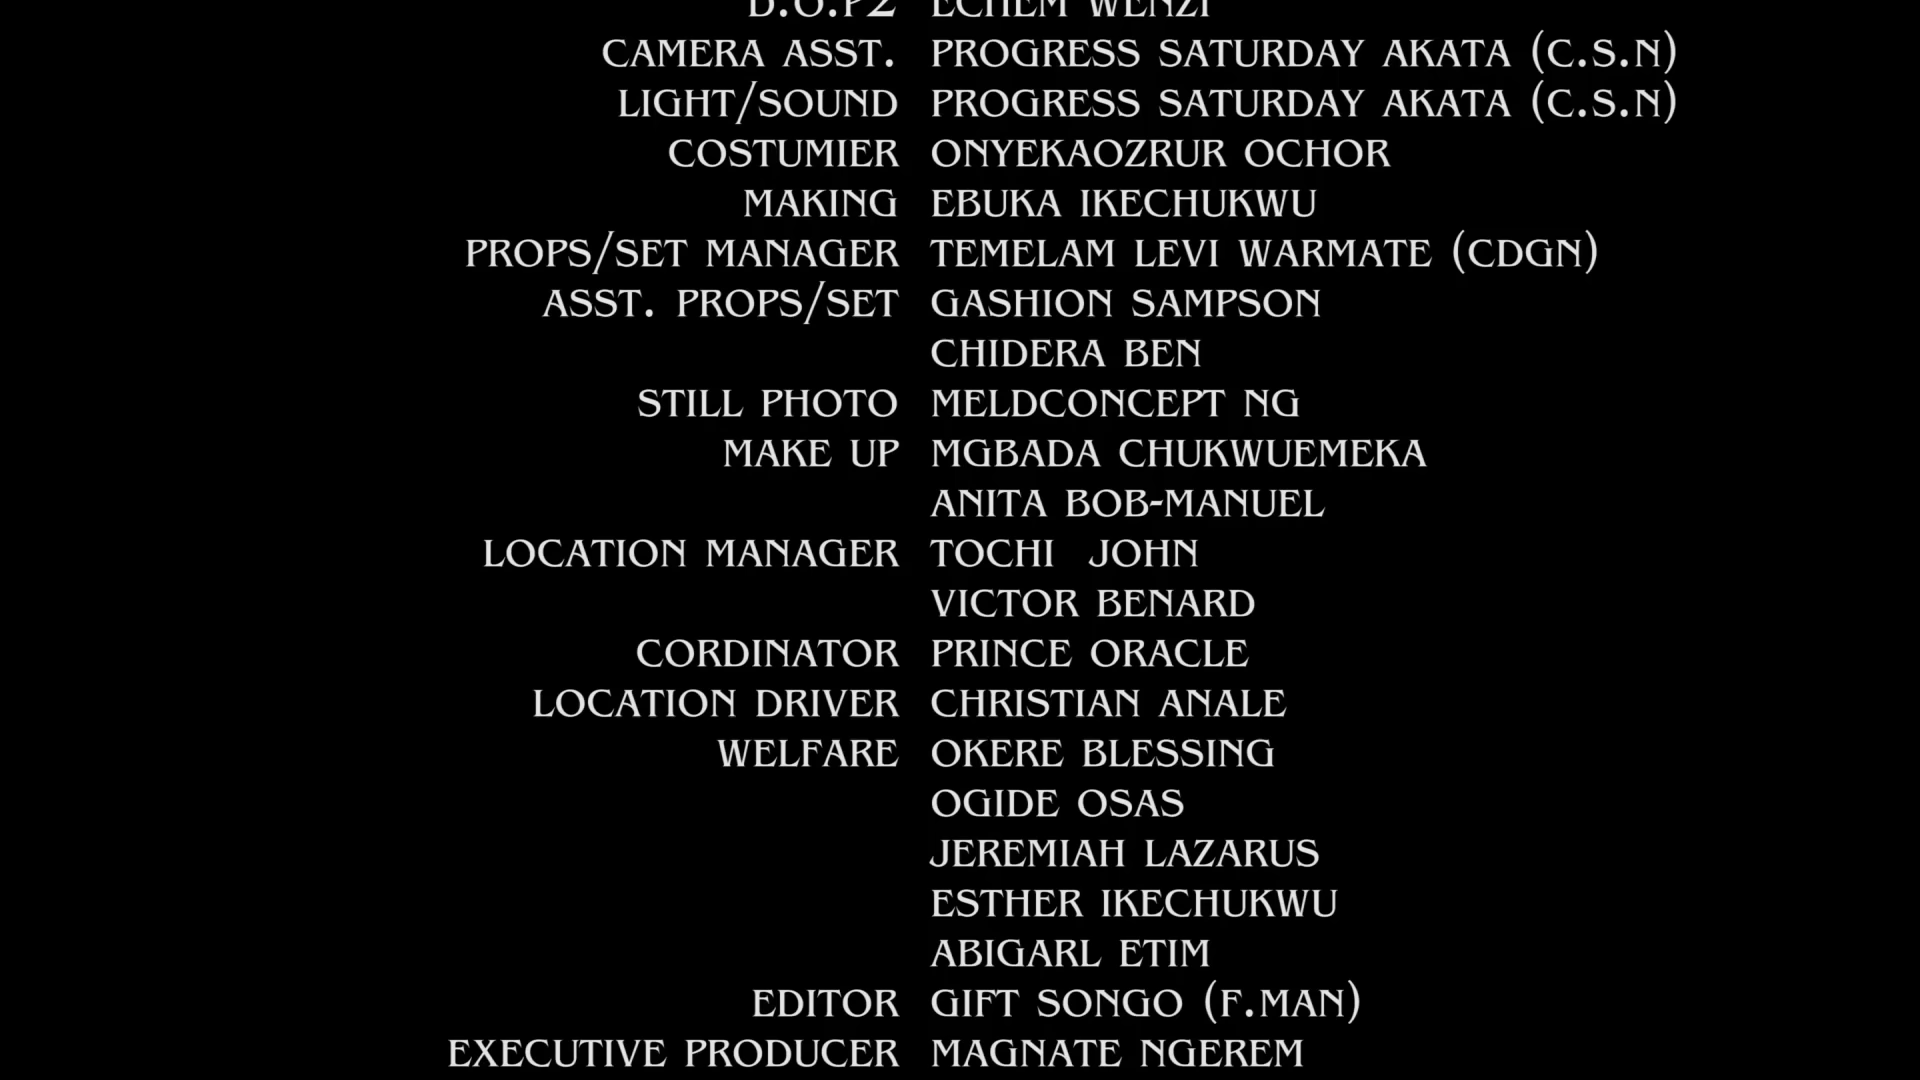 D.O.P2 ECHEM WENZI
CAMERA ASST. PROGRESS SATURDAY AKATA (C.S.N)
LIGHT/SOUND PROGRESS SATURDAY AKATA (C.S.N)
COSTUMIER ONYEKAOZRUR OCHOR
MAKING EBUKA IKECHUKWU
PROPS/SET MANAGER TEMELAM LEVI WARMATE (CDGN)
ASST. PROPS/SET GASHION SAMPSON
CHIDERA BEN
STILL PHOTO MELDCONCEPT NG
MAKE UP MGBADA CHUKWUEMEKA
ANITA BOB-MANUEL
LOCATION MANAGER TOCHI JOHN
VICTOR BENARD
CORDINATOR PRINCE ORACLE
LOCATION DRIVER CHRISTIAN ANALE
WELFARE OKERE BLESSING
OGIDE OSAS
JEREMIAH LAZARUS
ESTHER IKECHUKWU
ABIGARL ETIM
EDITOR GIFT SONGO (F.MAN)
EXECUTIVE PRODUCER MAGNATE NGEREM